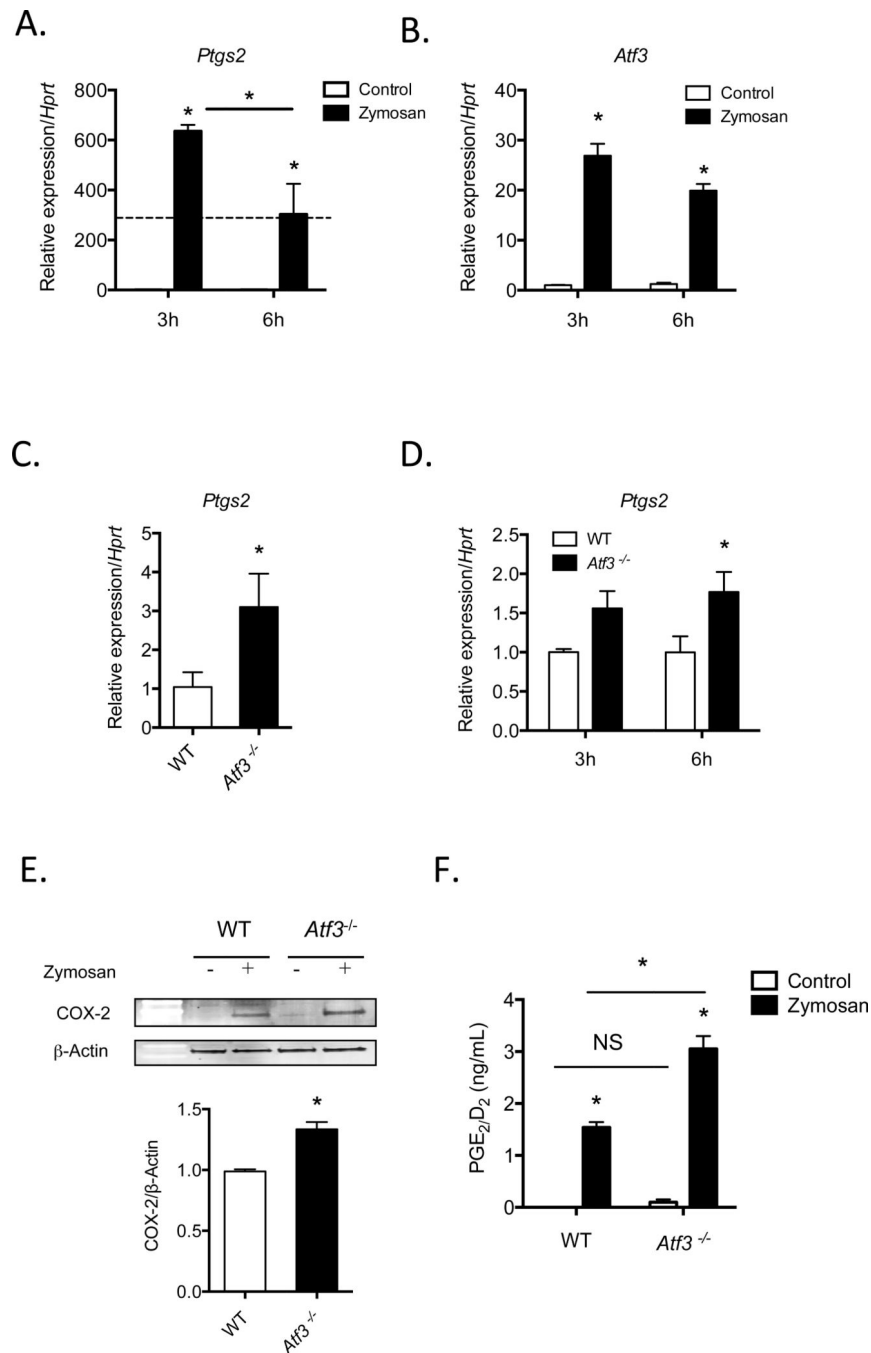 A.
Ptgs2
Relative expression/Hprt
800
600
400
200
0
*
*
*
3h
6h
Control
Zymosan
B.
Atf3
Relative expression/Hprt
40
30
20
10
0
*
*
3h
6h
Control
Zymosan
C.
Ptgs2
Relative expression/Hprt
5
4
3
2
1
0
*
WT
Atf3 -/-
D.
Ptgs2
Relative expression/Hprt
2.5
2.0
1.5
1.0
0.5
0.0
WT
Atf3 -/-
*
3h
6h
E.
WT
Atf3-/-
Zymosan - + - +
COX-2
β-Actin
COX-2/β-Actin
1.5
1.0
0.5
0.0
*
WT
Atf3 -/-
F.
PGE2/D2 (ng/mL)
4
3
2
1
0
*
NS
*
*
WT
Atf3 -/-
Control
Zymosan